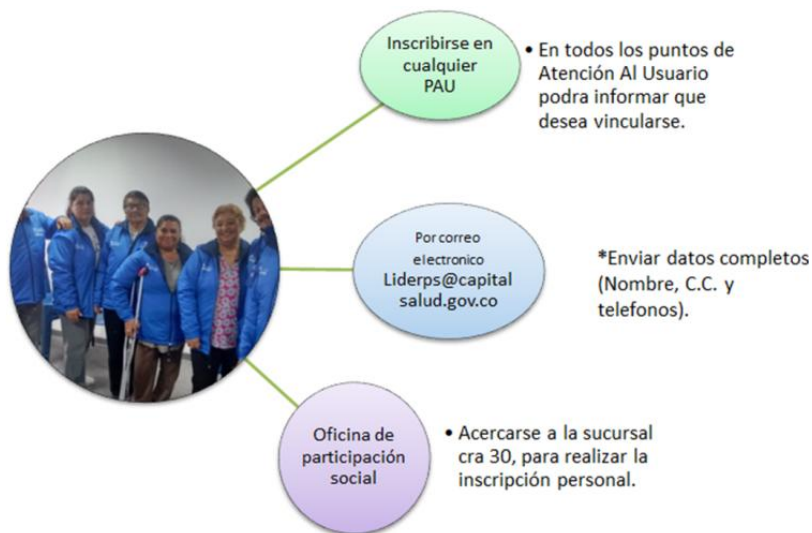 Inscribirse en
cualquier
PAU
• En todos los puntos de
Atención Al Usuario
podra informar que
desea vincularse.
Por correo
electronico
Liderps@capital
salud.gov.co
*Enviar datos completos
(Nombre, C.C. y
telefonos).
Oficina de
participación
social
• Acercarse a la sucursal
cra 30, para realizar la
inscripción personal.